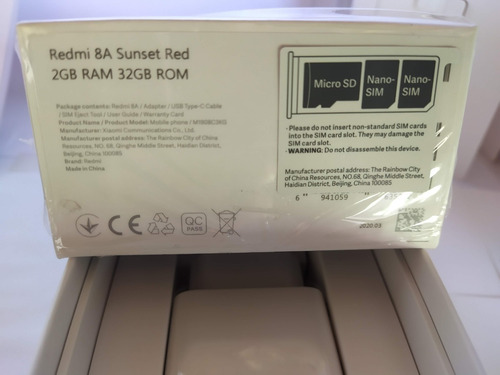 Redmi 8A Sunset Red
2GB RAM 32GB ROM
Package contents: Redmi 8A / Adapter / USB Type-C Cable
/ SIM Eject Tool / User Guide / Warranty Card
Product Name / Product Model: Mobile phone /
Manufacturer: Xiaomi Communications Co., Ltd.
Manufacturer postal address: The Rainbow City of China
Resources, NO.68, Qinghe Middle Street, Haidian District,
Beijing, China 100085
Brand: Redmi
Made in China
CE
QC
PASS
Micro SD
Nano-
SIM
Nano-
SIM
- Please do not insert non-standard SIM cards
into the SIM card slot. They may damage the
SIM card slot.
- WARNING: Do not disassemble this device.
Manufacturer postal address: The Rainbow City
of China Resources, NO.68, Qinghe Middle Street,
Haidian District, Beijing, China 100085
6 941059
2020.03